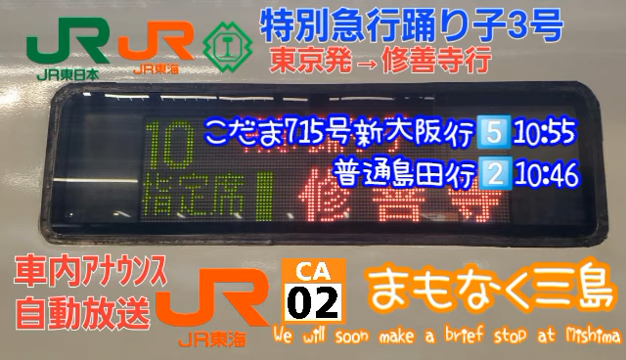 JR JR 特別急行踊り子3号
JR東日本 JR東海 東京発→修善寺行
こだま715号新大阪行5 10:55
10
普通島田行2 10:46
指定席 修善寺
車内アナウンス
自動放送
JR
JR東海
CA
02
まもなく三島
We will soon make a brief stop at Mishima